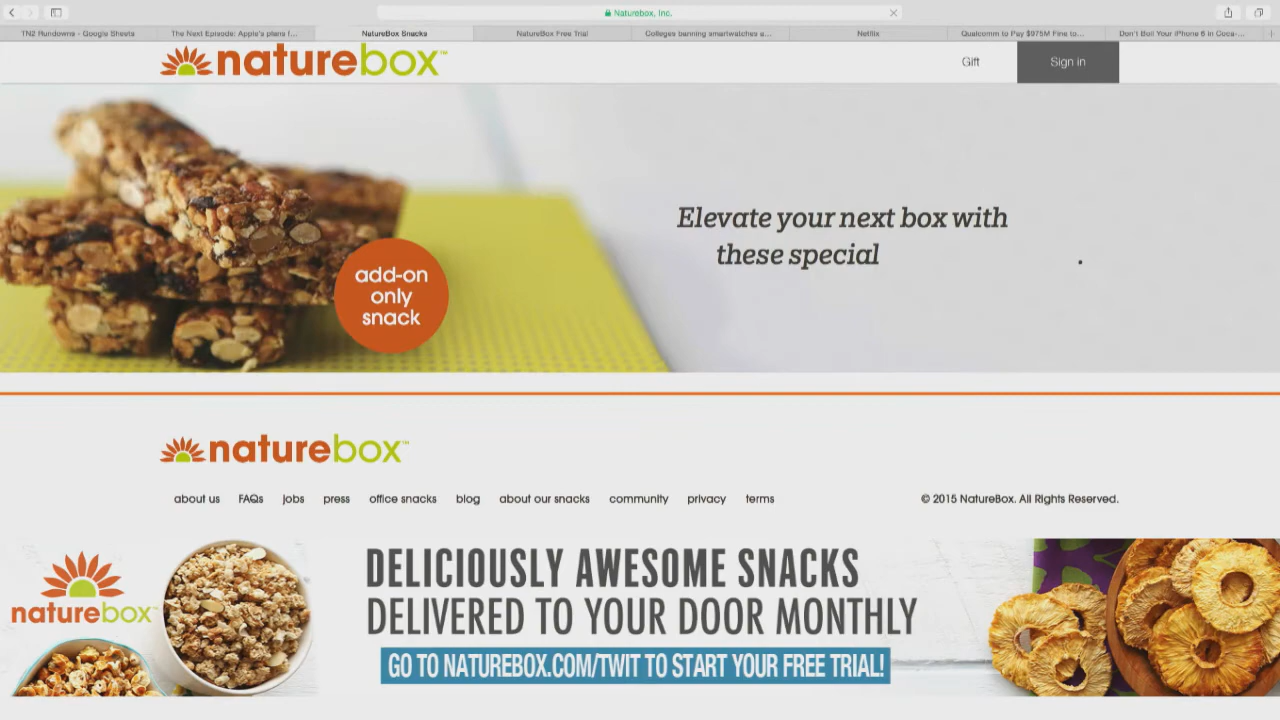 Naturebox, Inc.
TN2 Rundowns - Google Sheets
The Next Episode: Apple's plans f...
NatureBox Snacks
NatureBox Free Trial
Colleges banning smartwatches a...
Netflix
Qualcomm to Pay $975M Fine to...
Don't Boil Your iPhone 6 in Coca-...
naturebox™
Gift
Sign in
Elevate your next box with
these special .
add-on
only
snack
naturebox™
about us FAQs jobs press office snacks blog about our snacks community privacy terms
© 2015 NatureBox. All Rights Reserved.
naturebox
DELICIOUSLY AWESOME SNACKS
DELIVERED TO YOUR DOOR MONTHLY
GO TO NATUREBOX.COM/TWIT TO START YOUR FREE TRIAL!